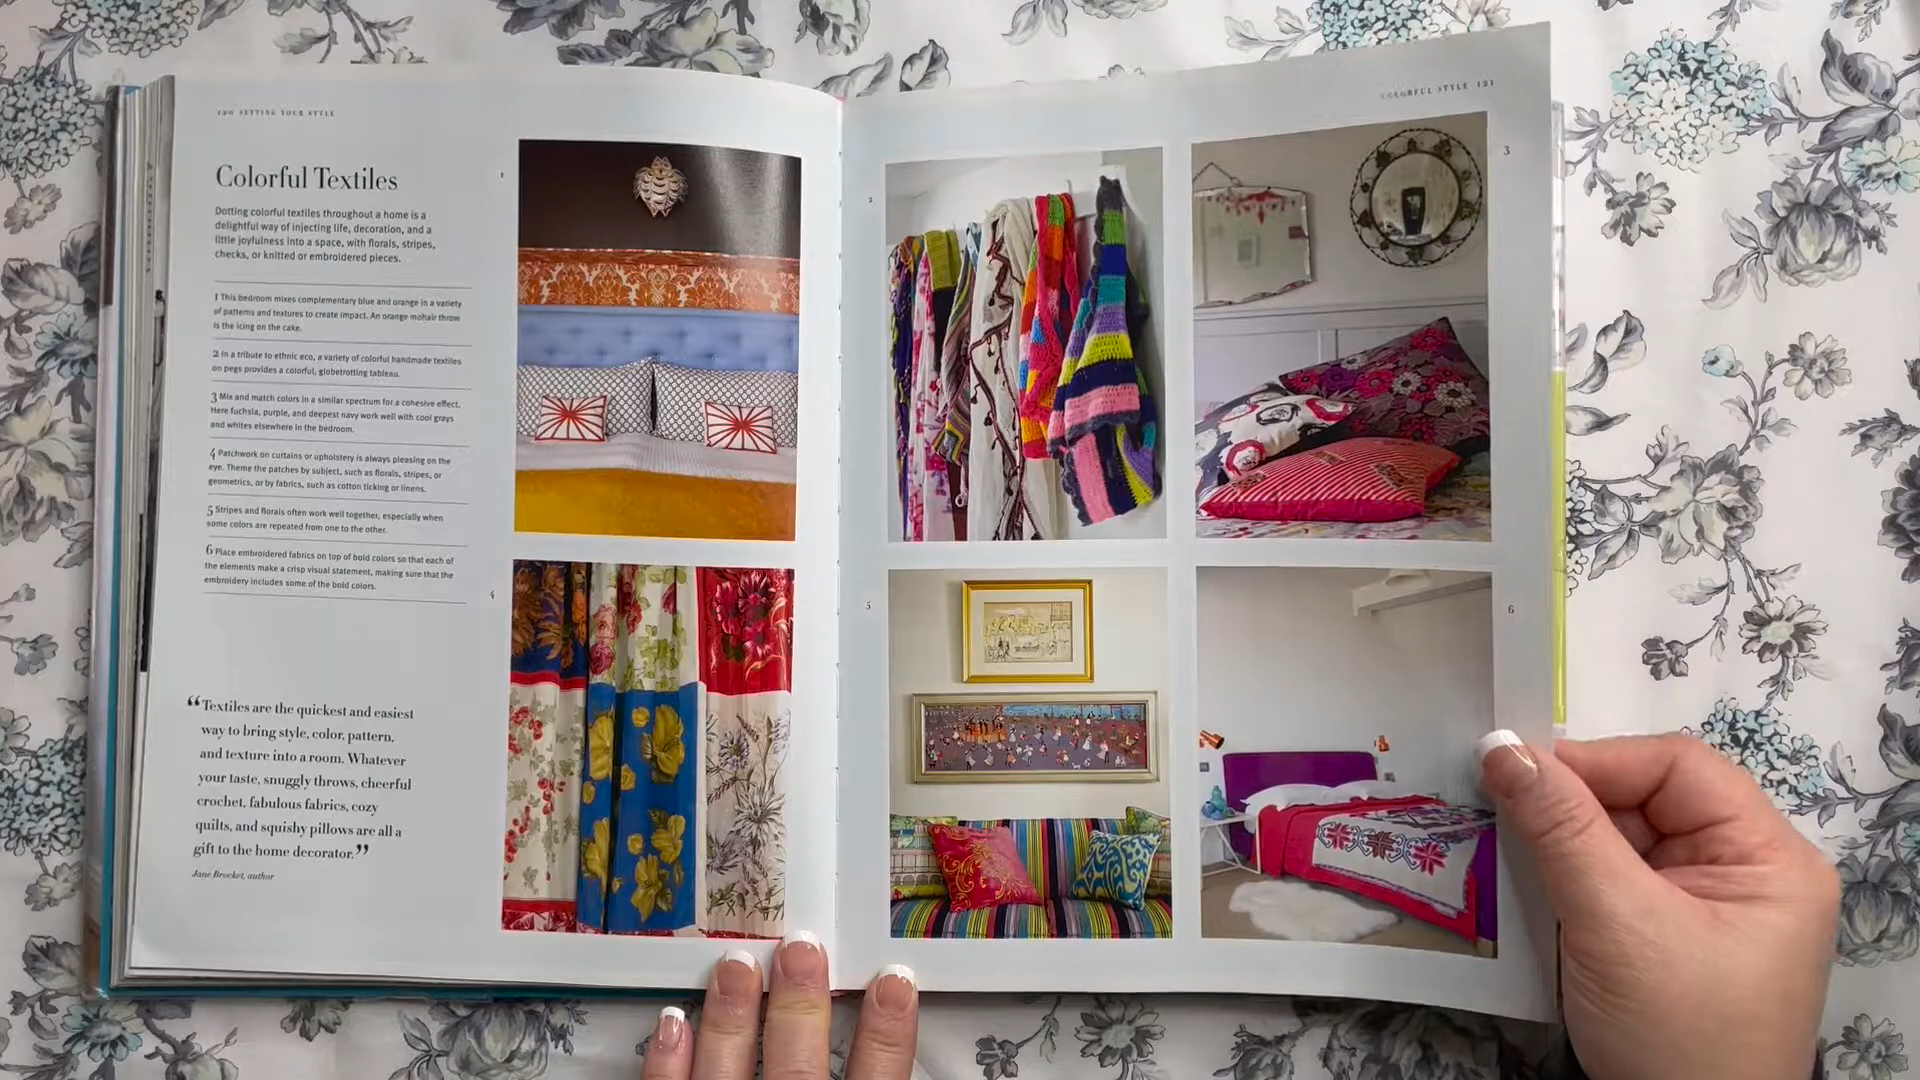 120 SETTING YOUR STYLE
Colorful Textiles
Dotting colorful textiles throughout a home is a
delightful way of injecting life, decoration, and a
little joyfulness into a space, with florals, stripes,
checks, or knitted or embroidered pieces.
1 This bedroom mixes complementary blue and orange in a variety
of patterns and textures to create impact. An orange mohair throw
is the icing on the cake.
2 In a tribute to ethnic eco, a variety of colorful handmade textiles
on pegs provides a colorful, globetrotting tableau.
3 Mix and match colors in a similar spectrum for a cohesive effect.
Here fuchsia, purple, and deepest navy work well with cool grays
and whites elsewhere in the bedroom.
4 Patchwork on curtains or upholstery is always pleasing on the
eye. Theme the patches by subject, such as florals, stripes, or
geometrics, or by fabrics, such as cotton ticking or linens.
5 Stripes and florals often work well together, especially when
some colors are repeated from one to the other.
6 Place embroidered fabrics on top of bold colors so that each of
the elements make a crisp visual statement, making sure that the
embroidery includes some of the bold colors.
“Textiles are the quickest and easiest
way to bring style, color, pattern,
and texture into a room. Whatever
your taste, snuggly throws, cheerful
crochet, fabulous fabrics, cozy
quilts, and squishy pillows are all a
gift to the home decorator.”
Jane Brocket, author
1
4
COLORFUL STYLE 121
2
3
5
6